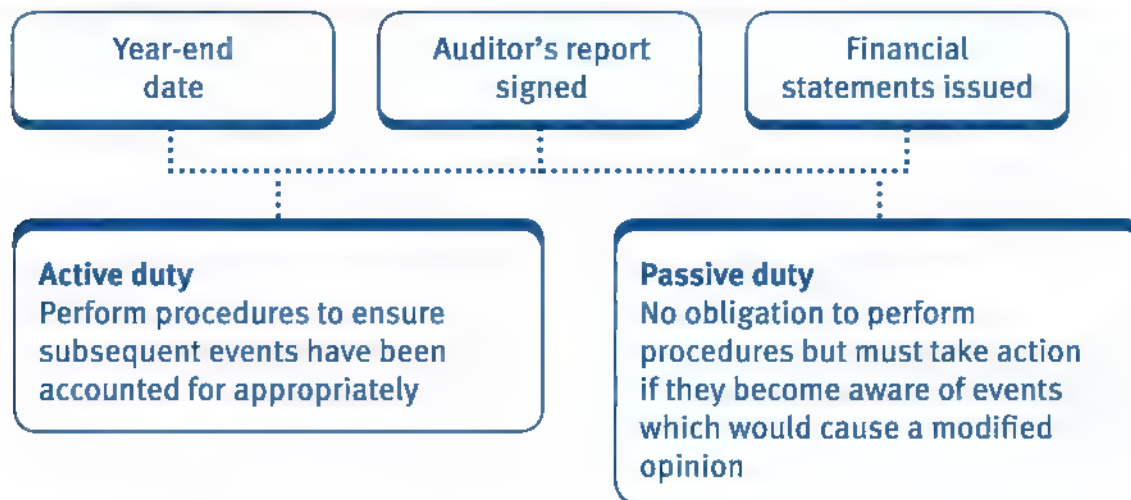 Year-end
date
Auditor's report
signed
Financial
statements issued
Active duty
Perform procedures to ensure
subsequent events have been
accounted for appropriately
Passive duty
No obligation to perform
procedures but must take action
if they become aware of events
which would cause a modified
opinion